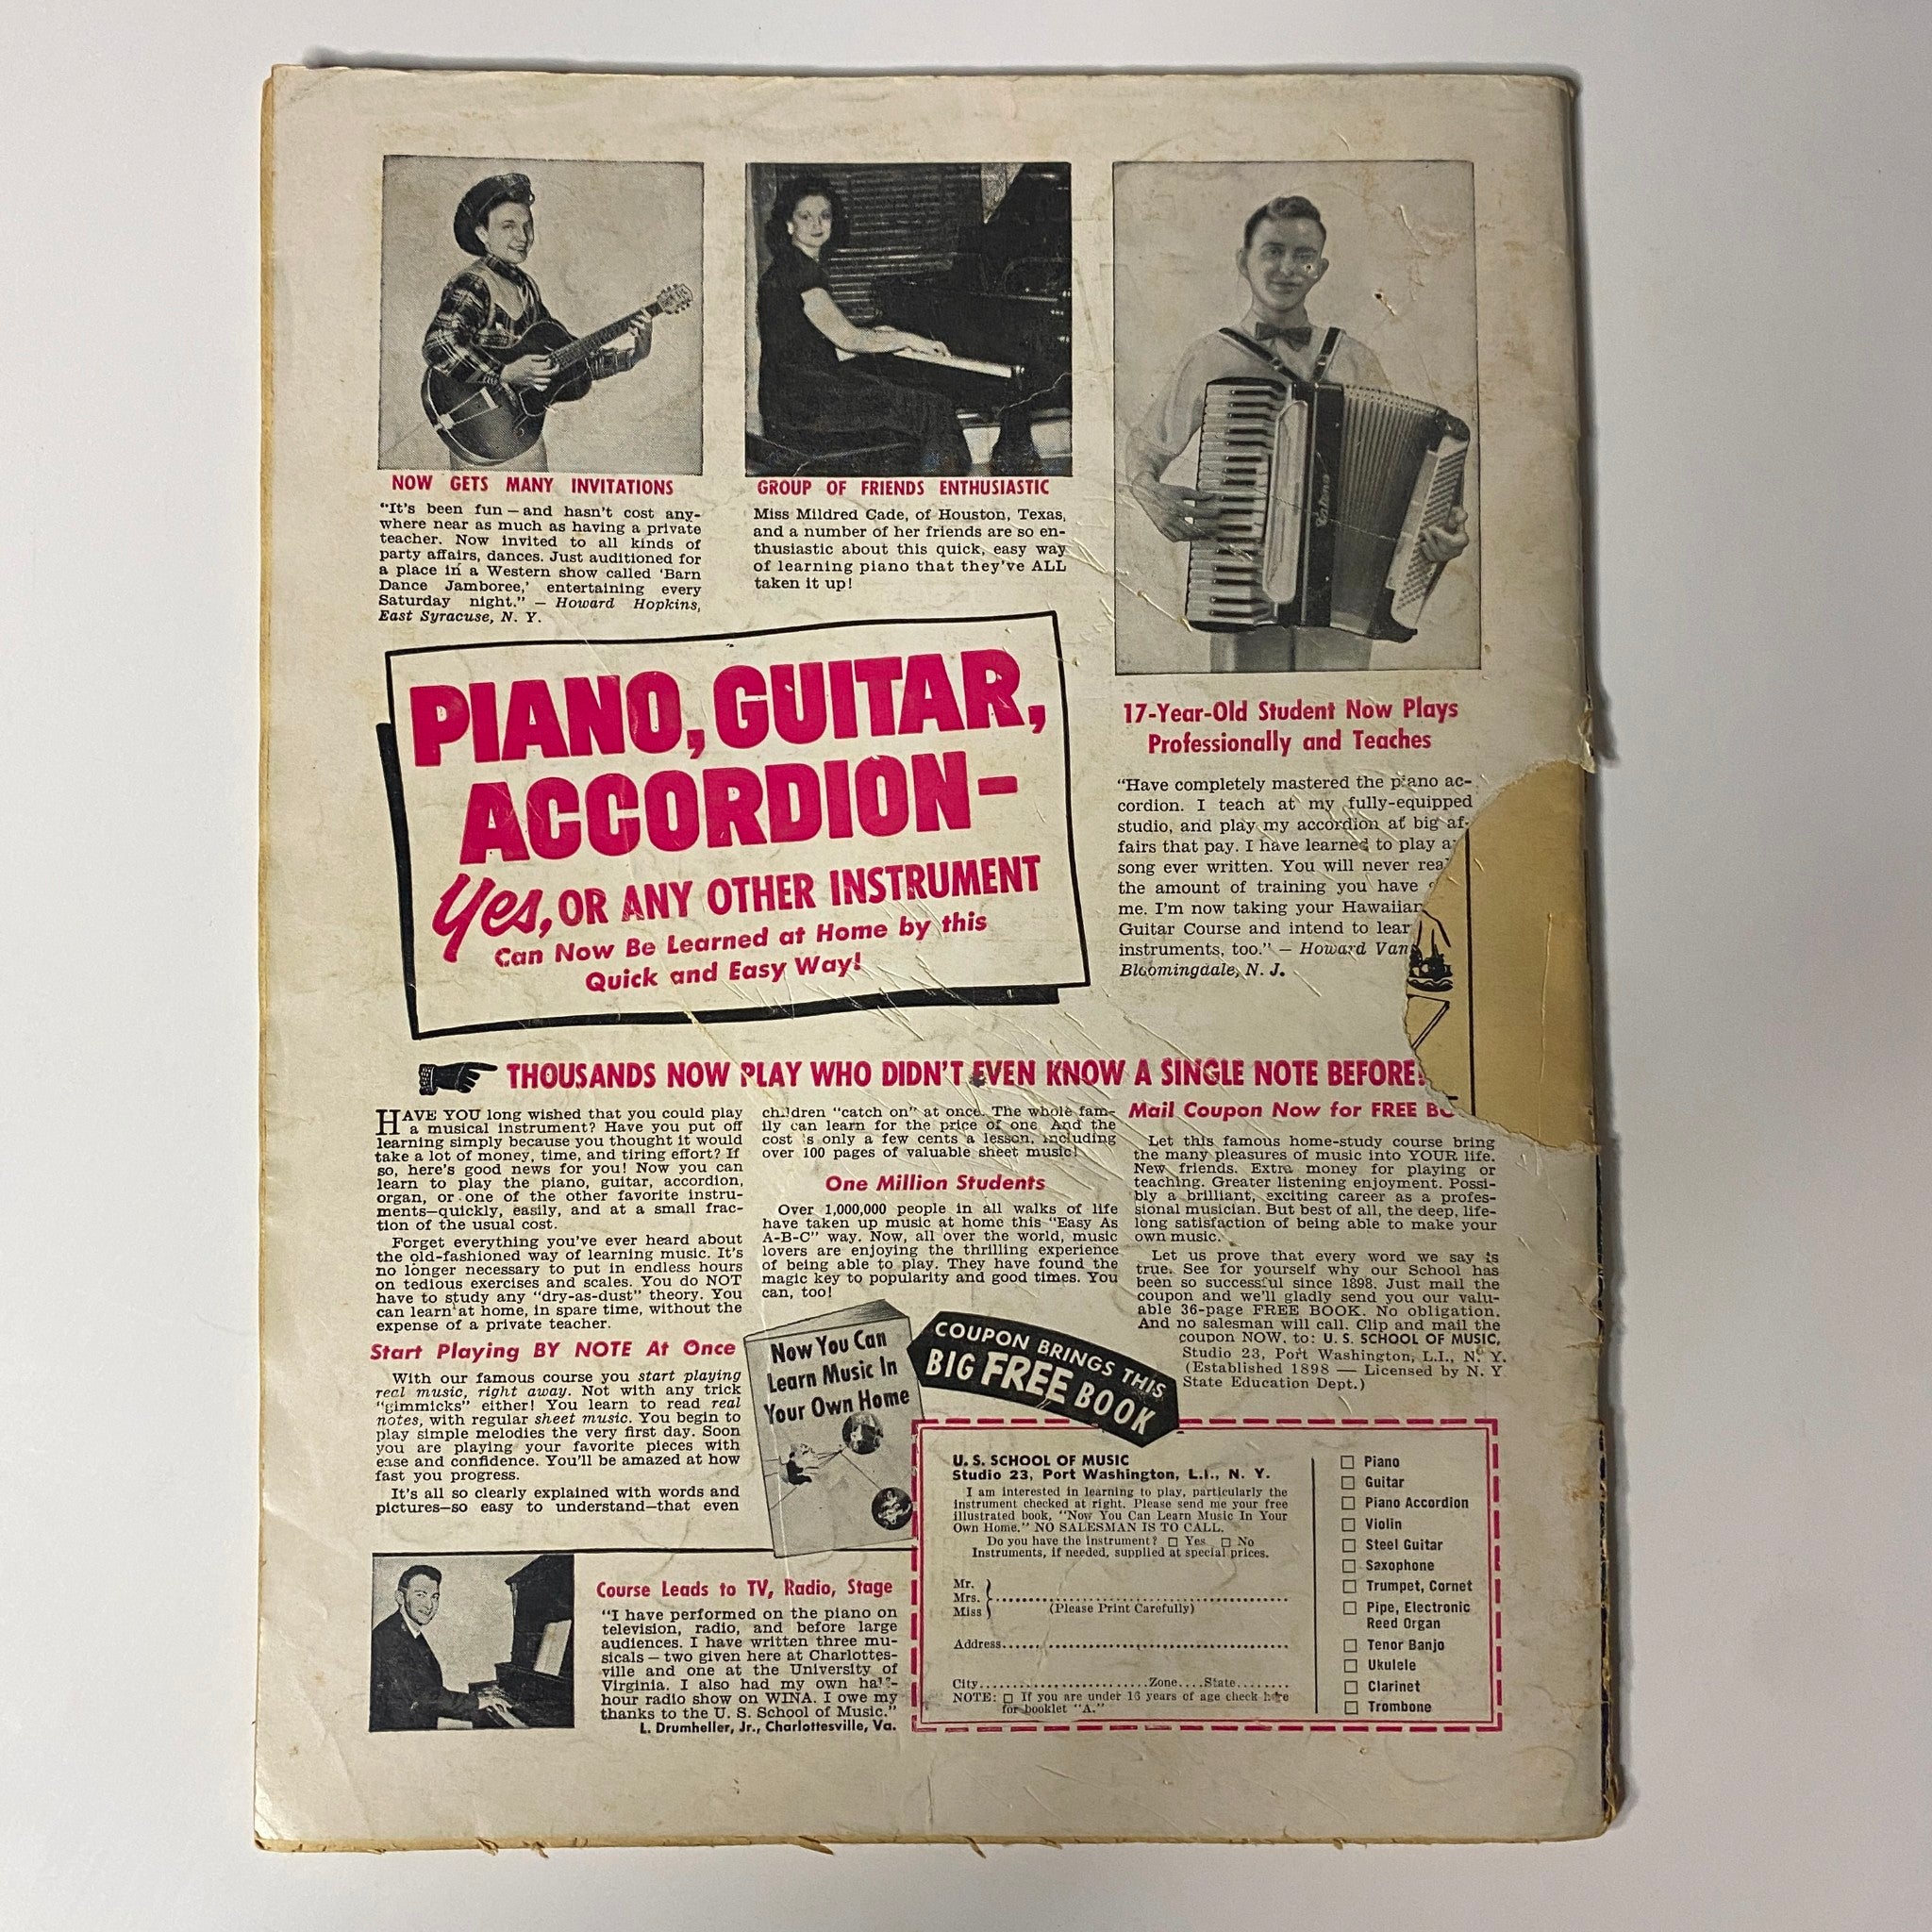 NOW GETS MANY INVITATIONS
"It's been fun — and hasn't cost any-
where near as much as having a private
teacher. Now invited to all kinds of
party affairs, dances. Just auditioned for
a place in a Western show called 'Barn
Dance Jamboree,' entertaining every
Saturday night." — Howard Hopkins,
East Syracuse, N. Y.
GROUP OF FRIENDS ENTHUSIASTIC
Miss Mildred Cade, of Houston, Texas,
and a number of her friends are so en-
thusiastic about this quick, easy way
of learning piano that they've ALL
taken it up!
17-Year-Old Student Now Plays
Professionally and Teaches
"Have completely mastered the piano ac-
cordion. I teach at my fully-equipped
studio, and play my accordion at big af-
fairs that pay. I have learned to play
song ever written. You will never
the amount of training you have
me. I'm now taking your Hawaiian
Guitar Course and intend to
instruments, too." — Howard Van
Bloomingdale, N. J.
PIANO, GUITAR,
ACCORDION-
Yes, OR ANY OTHER INSTRUMENT
Can Now Be Learned at Home by this
Quick and Easy Way!
THOUSANDS NOW PLAY WHO DIDN'T EVEN KNOW A SINGLE NOTE BEFORE!
HAVE YOU long wished that you could play
a musical instrument? Have you put off
learning simply because you thought it would
take a lot of money, time, and tiring effort? If
so, here's good news for you! Now you can
learn to play the piano, guitar, accordion,
organ, or one of the other favorite instru-
ments—quickly, easily, and at a small frac-
tion of the usual cost.
Forget everything you've ever heard about
the old-fashioned way of learning music. It's
no longer necessary to put in endless hours
on tedious exercises and scales. You do NOT
have to study any "dry-as-dust" theory. You
can learn at home, in spare time, without the
expense of a private teacher.
Start Playing BY NOTE At Once
With our famous course you start playing
real music, right away. Not with any trick
"gimmicks" either! You learn to read real
notes, with regular sheet music. You begin to
play simple melodies the very first day. Soon
you are playing your favorite pieces with
ease and confidence. You'll be amazed at how
fast you progress.
It's all so clearly explained with words and
pictures—so easy to understand—that even
children "catch on" at once. The whole fam-
ily can learn for the price of one. And the
cost is only a few cents a lesson, including
over 100 pages of valuable sheet music!
One Million Students
Over 1,000,000 people in all walks of life
have taken up music at home this "Easy As
A-B-C" way. Now, all over the world, music
lovers are enjoying the thrilling experience
of being able to play. They have found the
magic key to popularity and good times. You
can, too!
Mail Coupon Now for FREE
Let this famous home-study course bring
the many pleasures of music into YOUR life.
New friends. Extra money for playing or
teaching. Greater listening enjoyment. Possi-
bly a brilliant, exciting career as a profes-
sional musician. But best of all, the deep, life-
long satisfaction of being able to make your
own music.
Let us prove that every word we say is
true. See for yourself why our School has
been so successful since 1898. Just mail the
coupon and we'll gladly send you our valu-
able 36-page FREE BOOK. No obligation.
And no salesman will call. Clip and mail the
coupon NOW, to: U. S. SCHOOL OF MUSIC,
Studio 23, Port Washington, L.I., N. Y.
(Established 1898 — Licensed by N. Y
State Education Dept.)
Now You Can
Learn Music In
Your Own Home
COUPON BRINGS THIS
BIG FREE BOOK
Course Leads to TV, Radio, Stage
"I have performed on the piano on
television, radio, and before large
audiences. I have written three mu-
sicals — two given here at Charlottes-
ville and one at the University of
Virginia. I also had my own half-
hour radio show on WINA. I owe my
thanks to the U. S. School of Music."
L. Drumheller, Jr., Charlottesville, Va.
U. S. SCHOOL OF MUSIC
Studio 23, Port Washington, L.I., N. Y.
I am interested in learning to play, particularly the
instrument checked at right. Please send me your free
illustrated book, "Now You Can Learn Music In Your
Own Home." NO SALESMAN IS TO CALL.
Do you have the instrument? ☐ Yes ☐ No
Instruments, if needed, supplied at special prices.
Mr.
Mrs.
Miss
(Please Print Carefully)
Address
City Zone State
NOTE: ☐ If you are under 16 years of age check here
for booklet "A."
☐ Piano
☐ Guitar
☐ Piano Accordion
☐ Violin
☐ Steel Guitar
☐ Saxophone
☐ Trumpet, Cornet
☐ Pipe, Electronic
Reed Organ
☐ Tenor Banjo
☐ Ukulele
☐ Clarinet
☐ Trombone